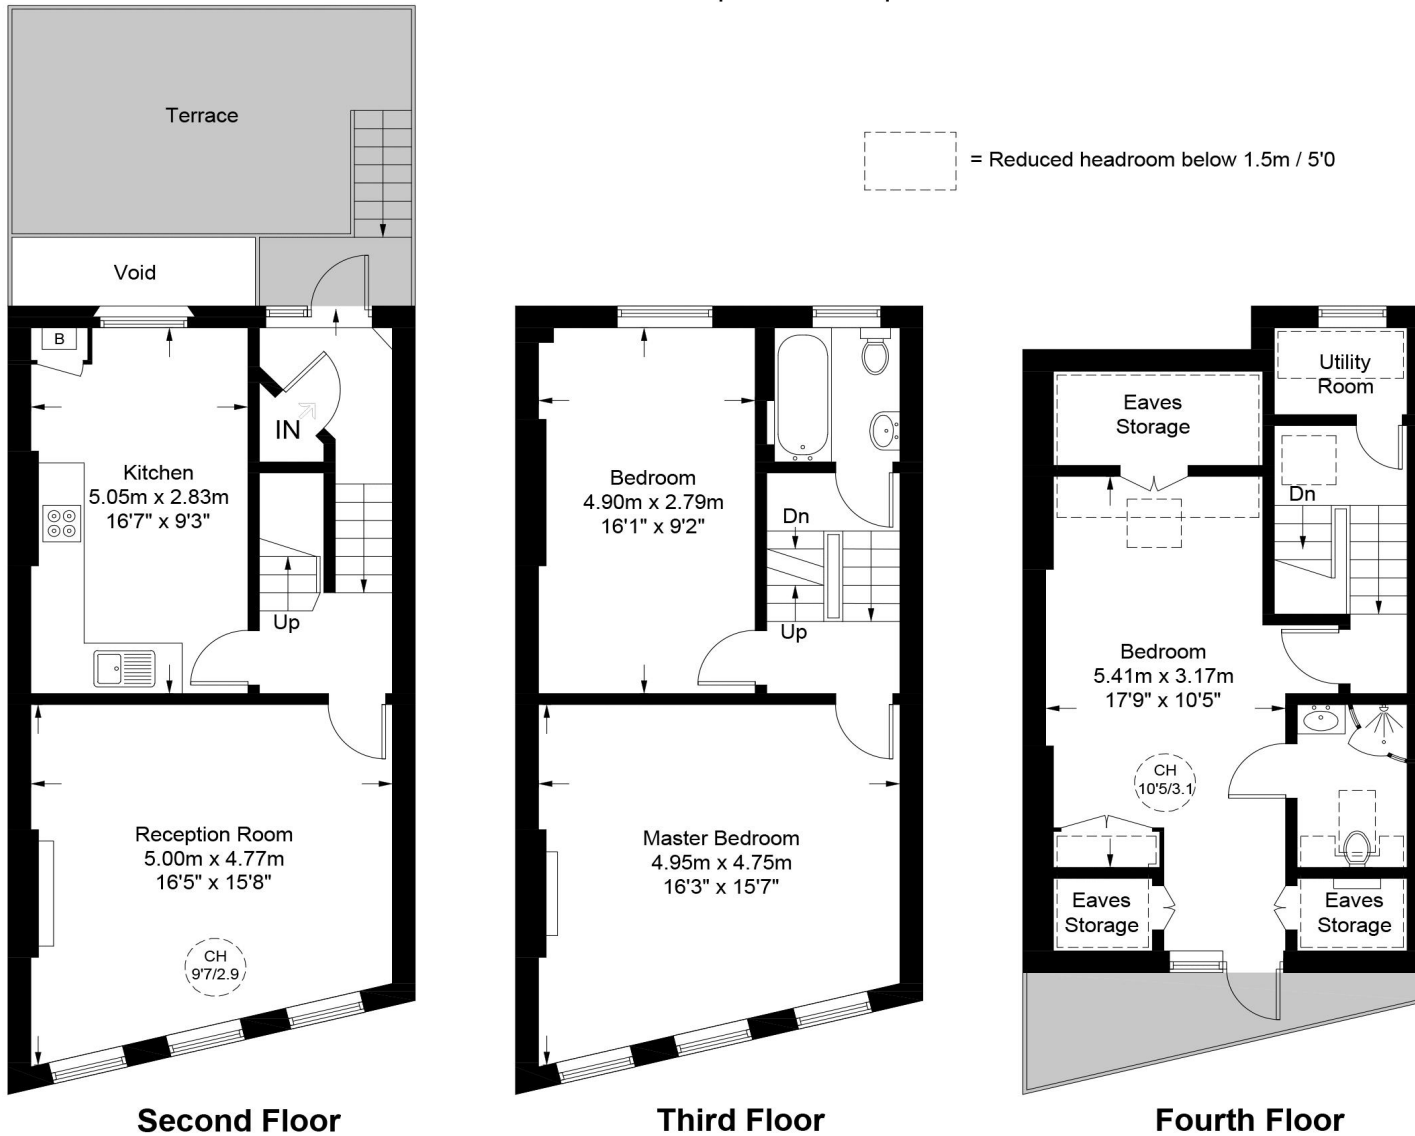 Terrace
= Reduced headroom below 1.5m / 5'0
Void
B
IN
Kitchen
5.05m x 2.83m
16'7" x 9'3"
Up
Reception Room
5.00m x 4.77m
16'5" x 15'8"
CH
9'7/2.9
Second Floor
Bedroom
4.90m x 2.79m
16'1" x 9'2"
Dn
Up
Master Bedroom
4.95m x 4.75m
16'3" x 15'7"
Third Floor
Utility
Room
Eaves
Storage
Dn
Bedroom
5.41m x 3.17m
17'9" x 10'5"
CH
10'5/3.1
Eaves
Storage
Eaves
Storage
Fourth Floor